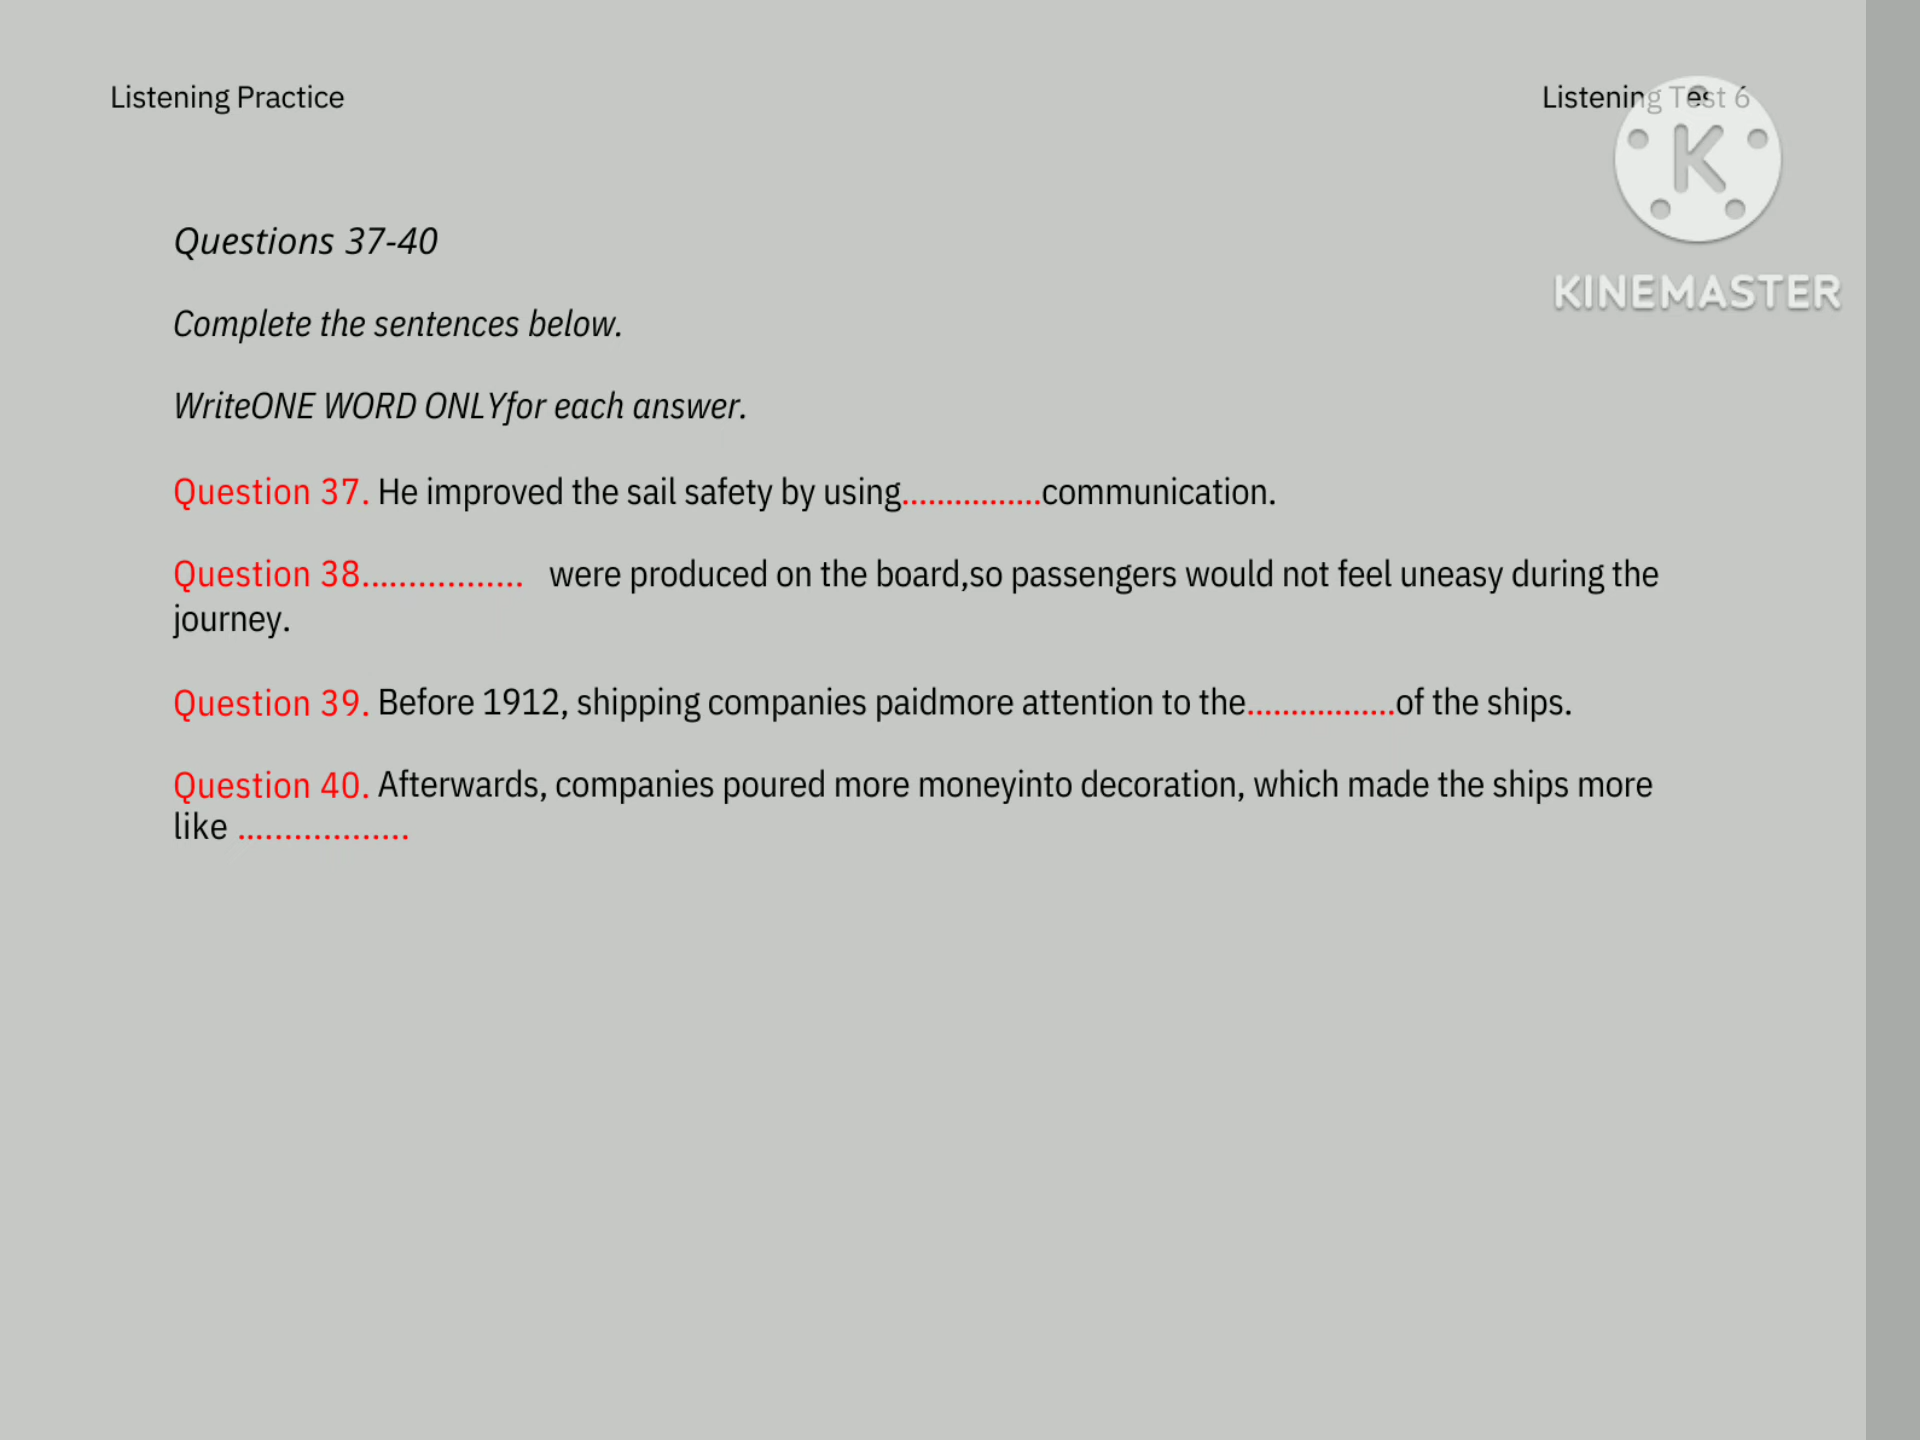 Listening Practice
Listening Test 6
K
KINEMASTER
Questions 37-40
Complete the sentences below.
WriteONE WORD ONLYfor each answer.
Question 37. He improved the sail safety by using................communication.
Question 38................. were produced on the board,so passengers would not feel uneasy during the
journey.
Question 39. Before 1912, shipping companies paidmore attention to the.................of the ships.
Question 40. Afterwards, companies poured more moneyinto decoration, which made the ships more
like ..................